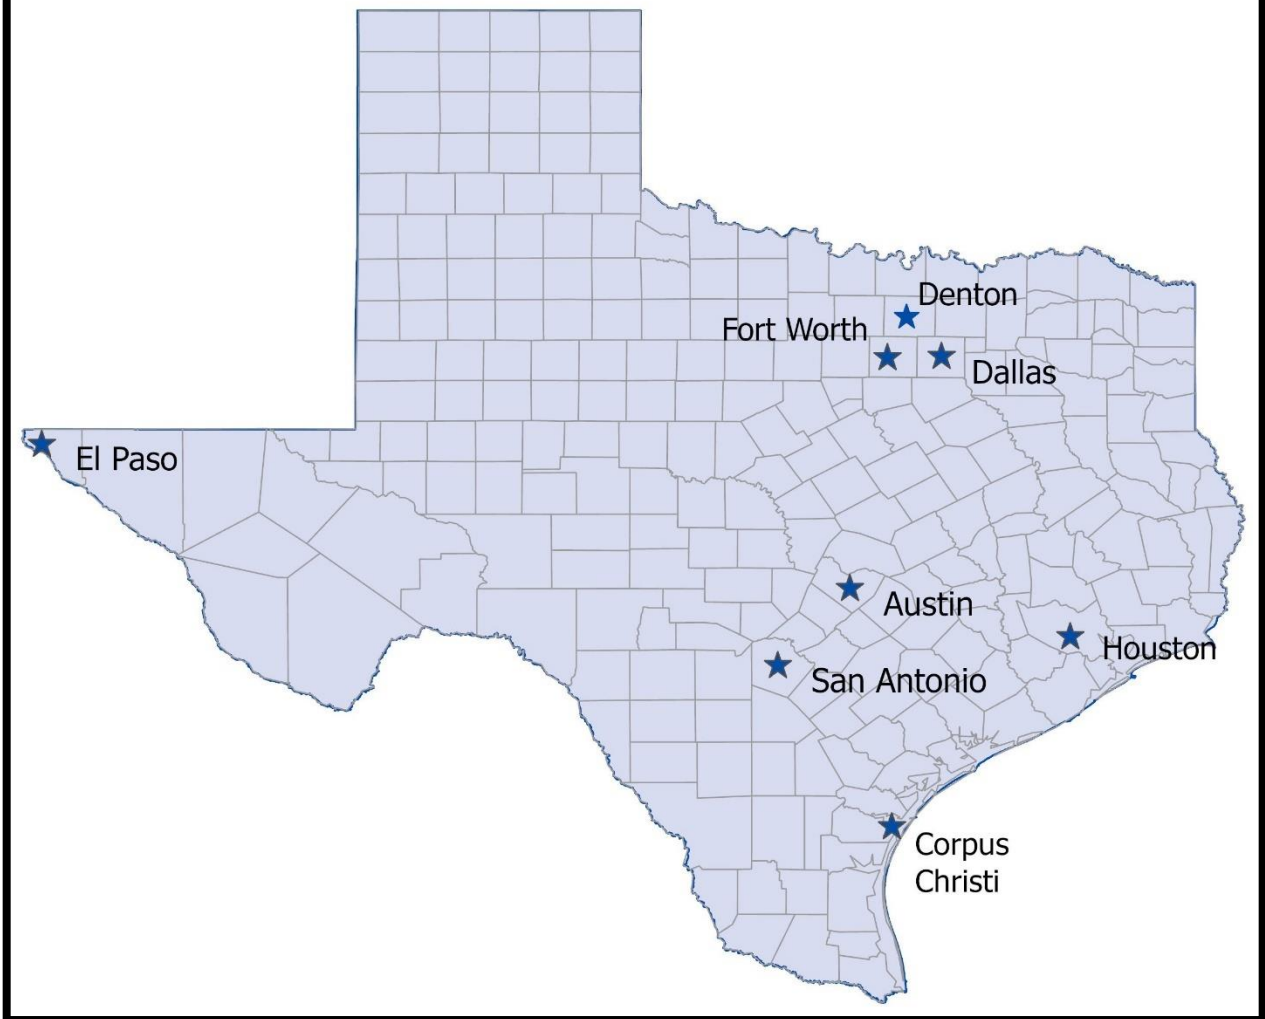 Denton
Fort Worth
Dallas
El Paso
Austin
Houston
San Antonio
Corpus
Christi